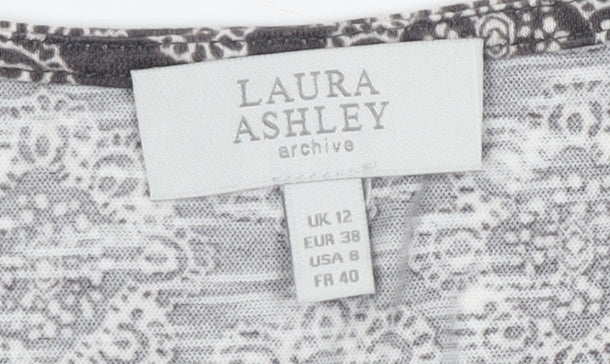 LAURA
ASHLEY
archive
UK 12
EUR 38
USA 8
FR 40